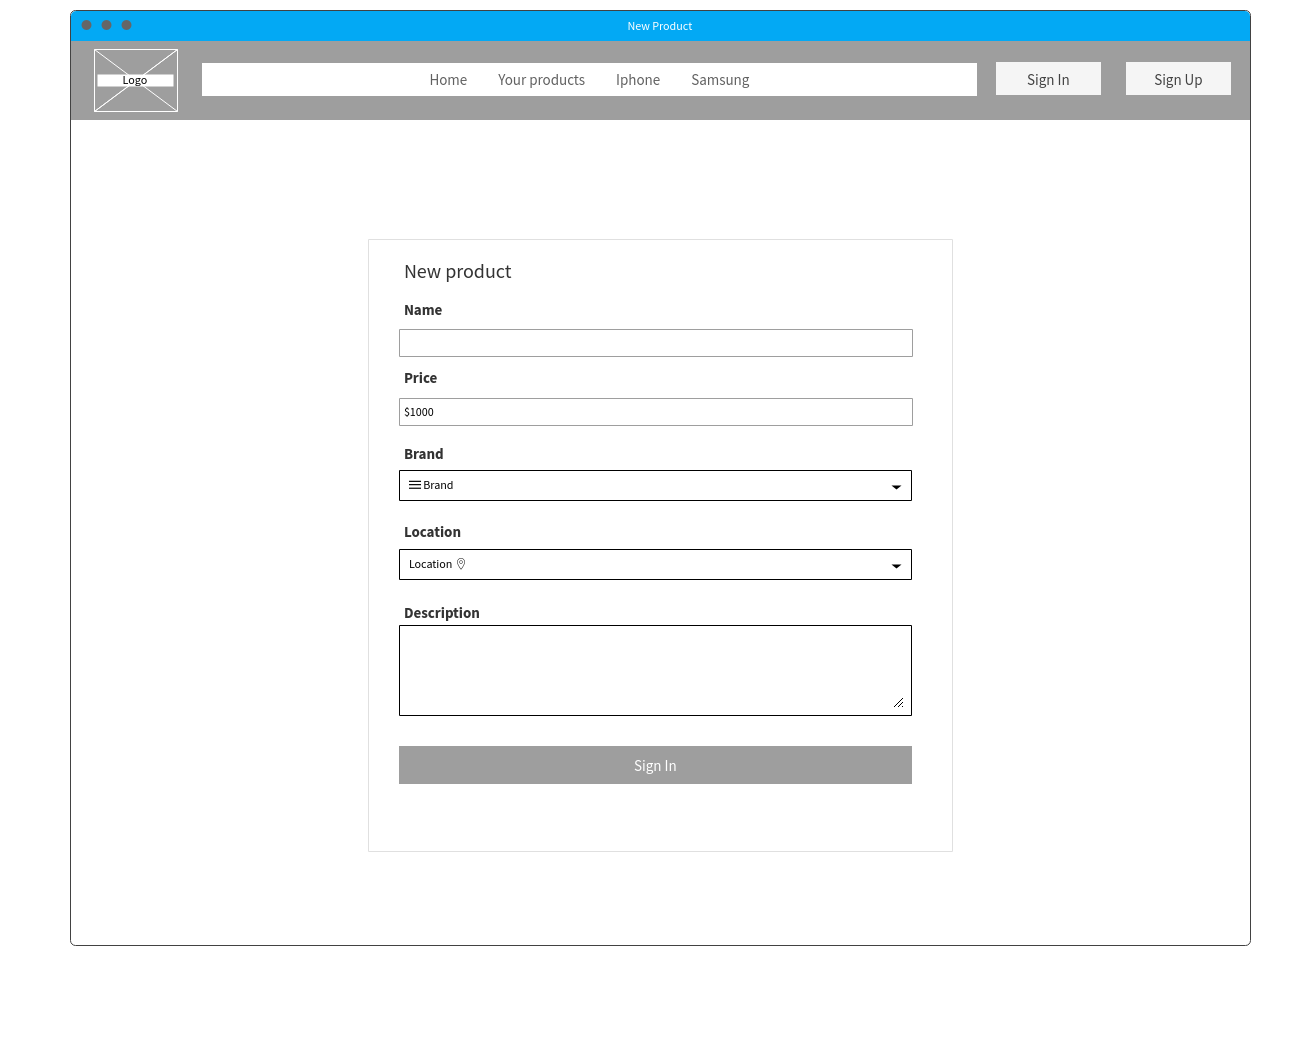 New Product
Logo
Home Your products Iphone Samsung
Sign In
Sign Up
New product
Name
Price
$1000
Brand
Brand
Location
Location
Description
Sign In